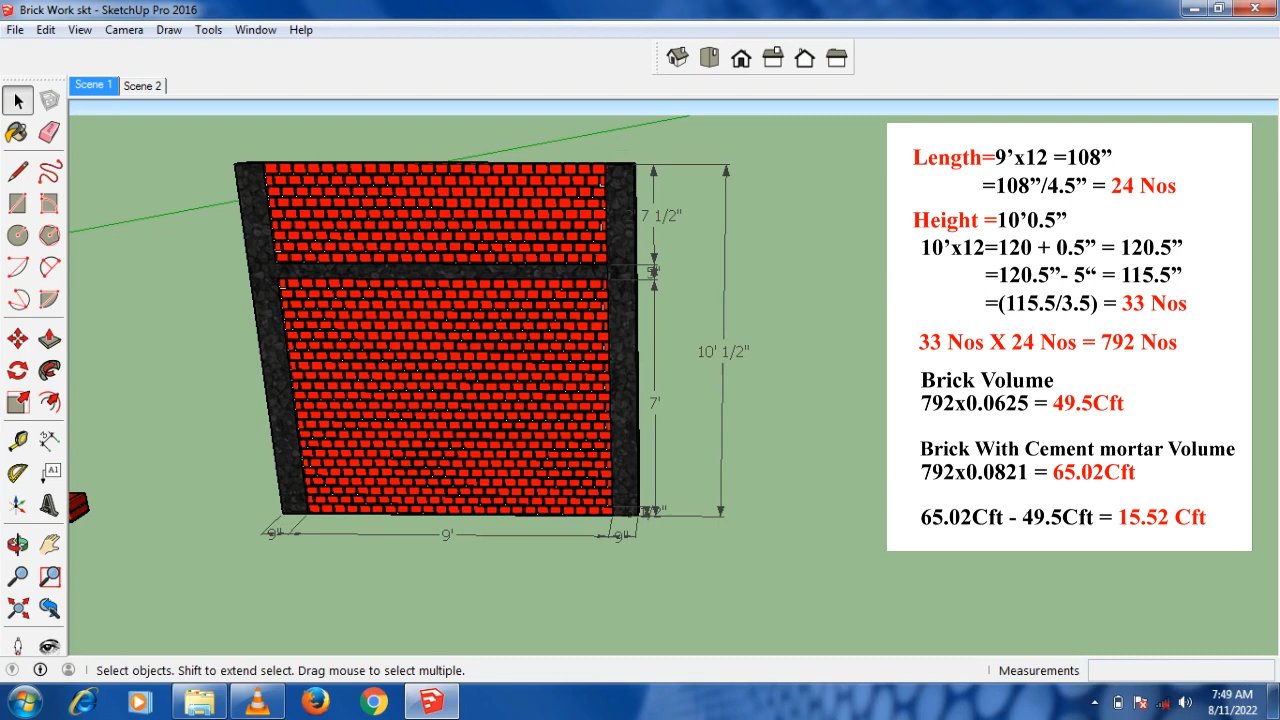 Brick Work skt - SketchUp Pro 2016
File Edit View Camera Draw Tools Window Help
Scene 1 Scene 2
Length=9’x12 =108”
=108”/4.5” = 24 Nos
Height =10’0.5”
10’x12=120 + 0.5” = 120.5”
=120.5”- 5“ = 115.5”
=(115.5/3.5) = 33 Nos
33 Nos X 24 Nos = 792 Nos
Brick Volume
792x0.0625 = 49.5Cft
Brick With Cement mortar Volume
792x0.0821 = 65.02Cft
65.02Cft - 49.5Cft = 15.52 Cft
7 1/2"
10' 1/2"
7'
9" 9' 9"
A1
Select objects. Shift to extend select. Drag mouse to select multiple.
Measurements
7:49 AM
8/11/2022